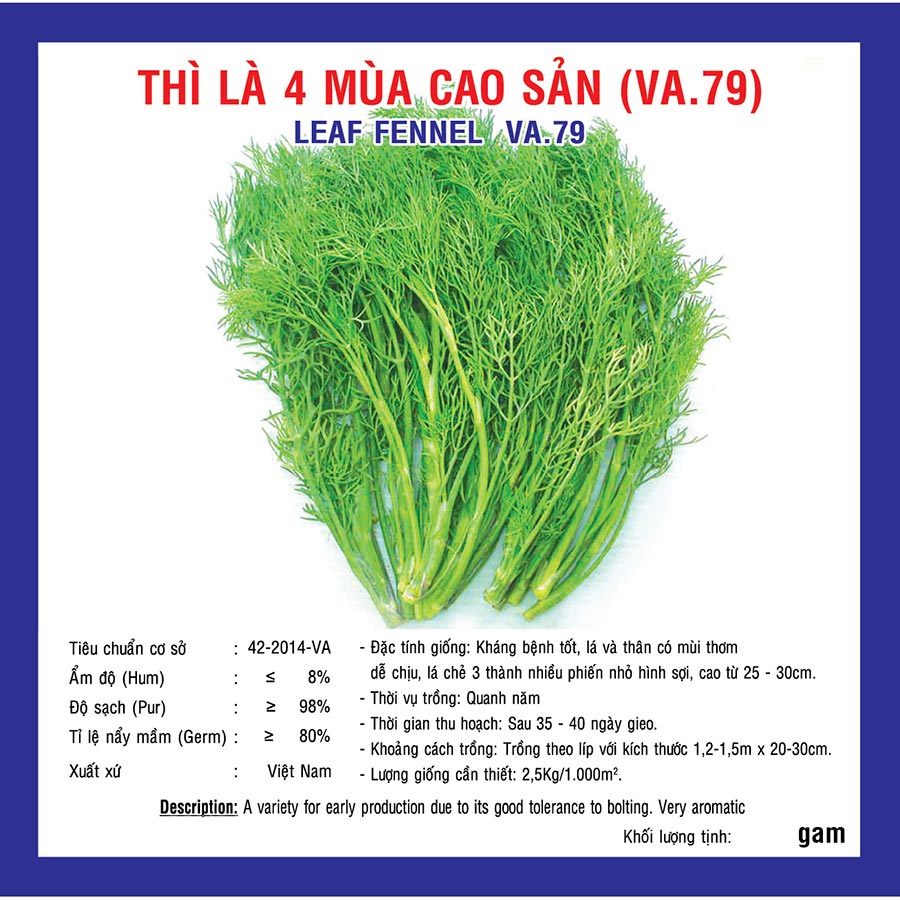 THÌ LÀ 4 MÙA CAO SẢN (VA.79)
LEAF FENNEL VA.79
Tiêu chuẩn cơ sở : 42-2014-VA
Ẩm độ (Hum) : ≤ 8%
Độ sạch (Pur) : ≥ 98%
Tỉ lệ nẩy mầm (Germ) : ≥ 80%
Xuất xứ : Việt Nam
- Đặc tính giống: Kháng bệnh tốt, lá và thân có mùi thơm
dễ chịu, lá chẻ 3 thành nhiều phiến nhỏ hình sợi, cao từ 25 - 30cm.
- Thời vụ trồng: Quanh năm
- Thời gian thu hoạch: Sau 35 - 40 ngày gieo.
- Khoảng cách trồng: Trồng theo líp với kích thước 1,2-1,5m x 20-30cm.
- Lượng giống cần thiết: 2,5Kg/1.000m².
Description: A variety for early production due to its good tolerance to bolting. Very aromatic
Khối lượng tịnh: gam